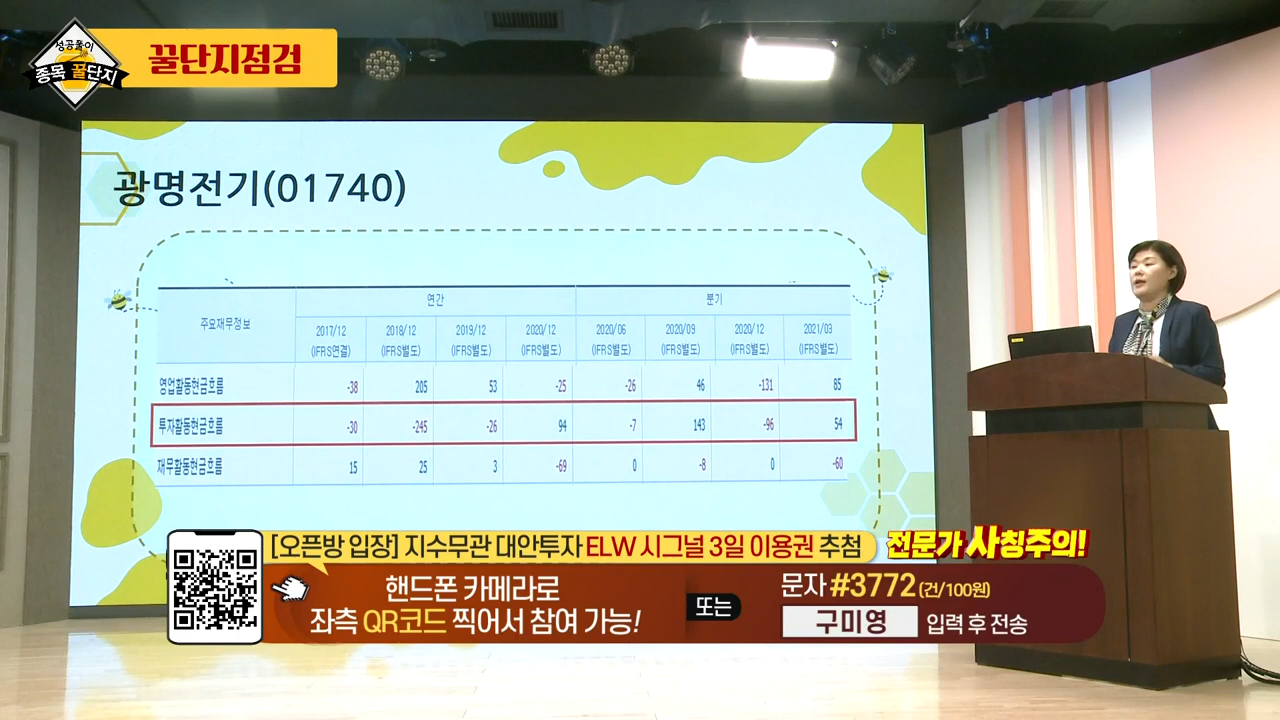 성공풀이
종목 꿀단지
꿀단지점검
광명전기(01740)
주요재무정보 연간 분기
2017/12 2018/12 2019/12 2020/12 2020/06 2020/09 2020/12 2021/03
(IFRS연결) (IFRS별도) (IFRS별도) (IFRS별도) (IFRS별도) (IFRS별도) (IFRS별도) (IFRS별도)
영업활동현금흐름 -38 205 53 -25 -26 46 -131 85
투자활동현금흐름 -30 -245 -26 94 -7 143 -96 54
재무활동현금흐름 15 25 3 -69 0 -8 0 -60
[오픈방 입장] 지수무관 대안투자 ELW 시그널 3일 이용권 추첨
전문가 사칭주의!
핸드폰 카메라로
좌측 QR코드 찍어서 참여 가능!
또는
문자 #3772 (건/100원)
구미영 입력 후 전송